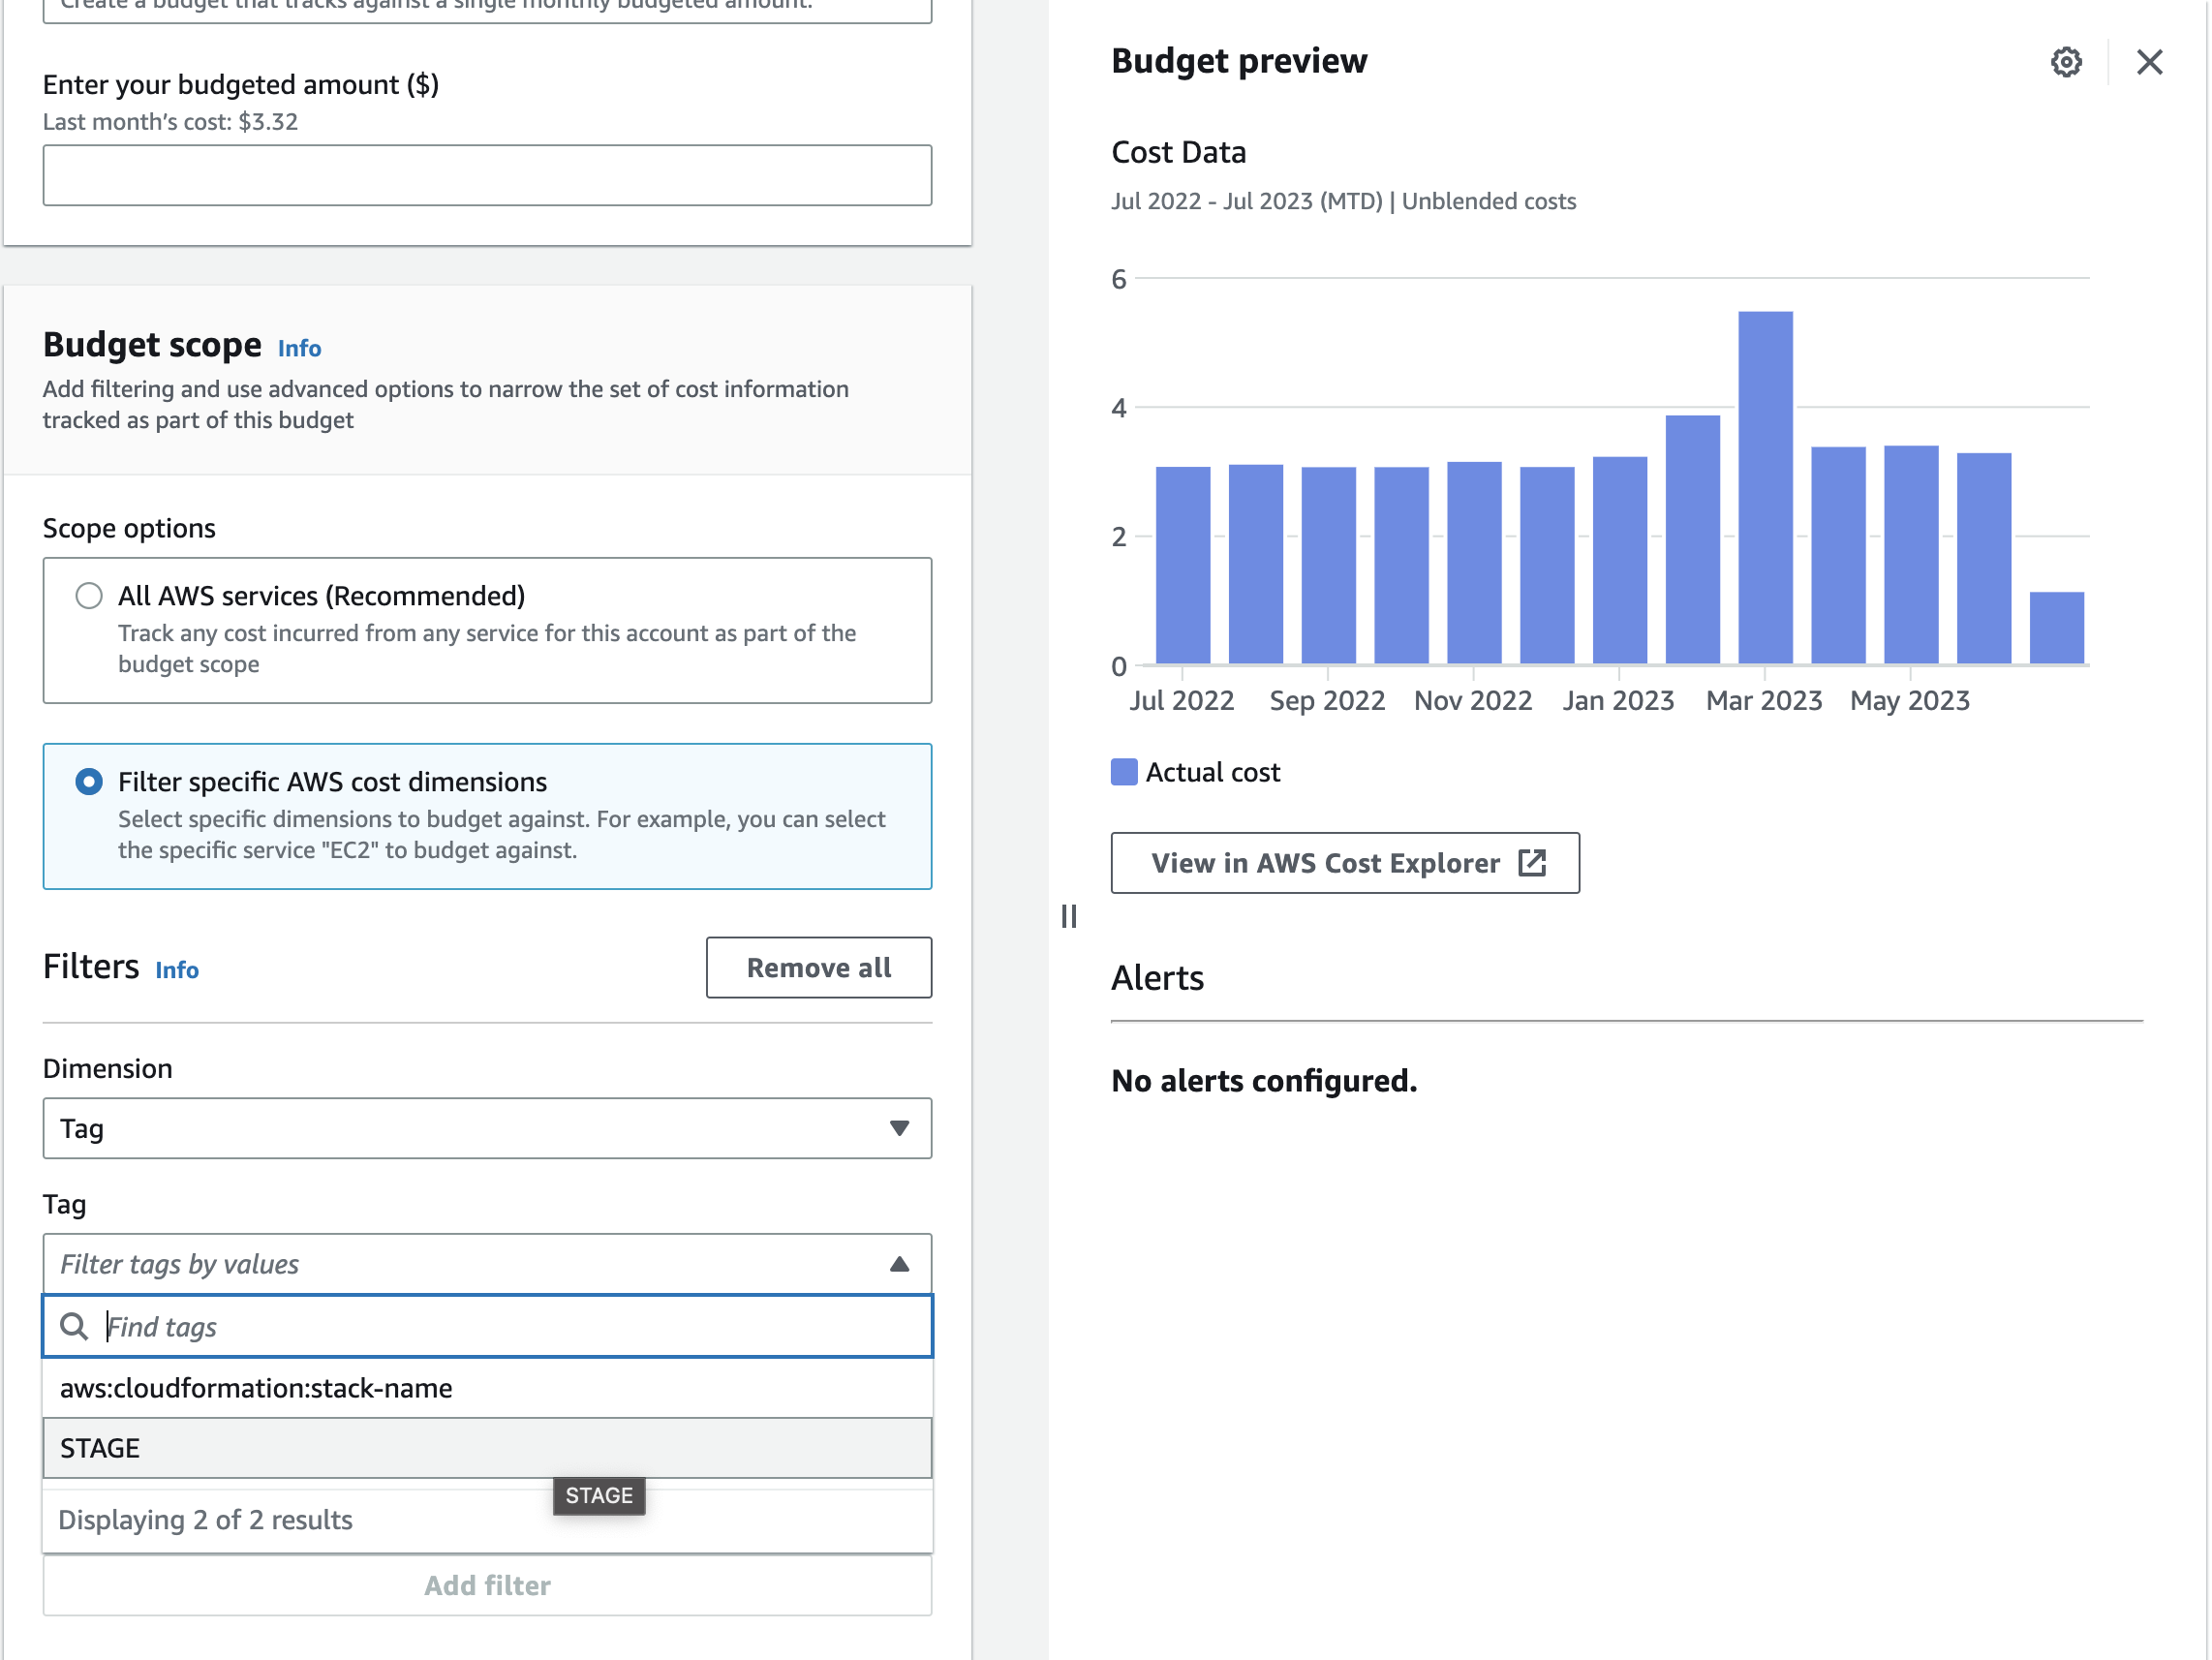 Create a budget that tracks against a single monthly budgeted amount.
Enter your budgeted amount ($)
Last month's cost: $3.32
Budget scope Info
Add filtering and use advanced options to narrow the set of cost information
tracked as part of this budget
Scope options
All AWS services (Recommended)
Track any cost incurred from any service for this account as part of the
budget scope
Filter specific AWS cost dimensions
Select specific dimensions to budget against. For example, you can select
the specific service "EC2" to budget against.
Filters Info
Remove all
Dimension
Tag
Tag
Filter tags by values
Find tags
aws:cloudformation:stack-name
STAGE
STAGE
Displaying 2 of 2 results
Add filter
Budget preview
Cost Data
Jul 2022 - Jul 2023 (MTD) | Unblended costs
6
4
2
0
Jul 2022 Sep 2022 Nov 2022 Jan 2023 Mar 2023 May 2023
Actual cost
View in AWS Cost Explorer
Alerts
No alerts configured.